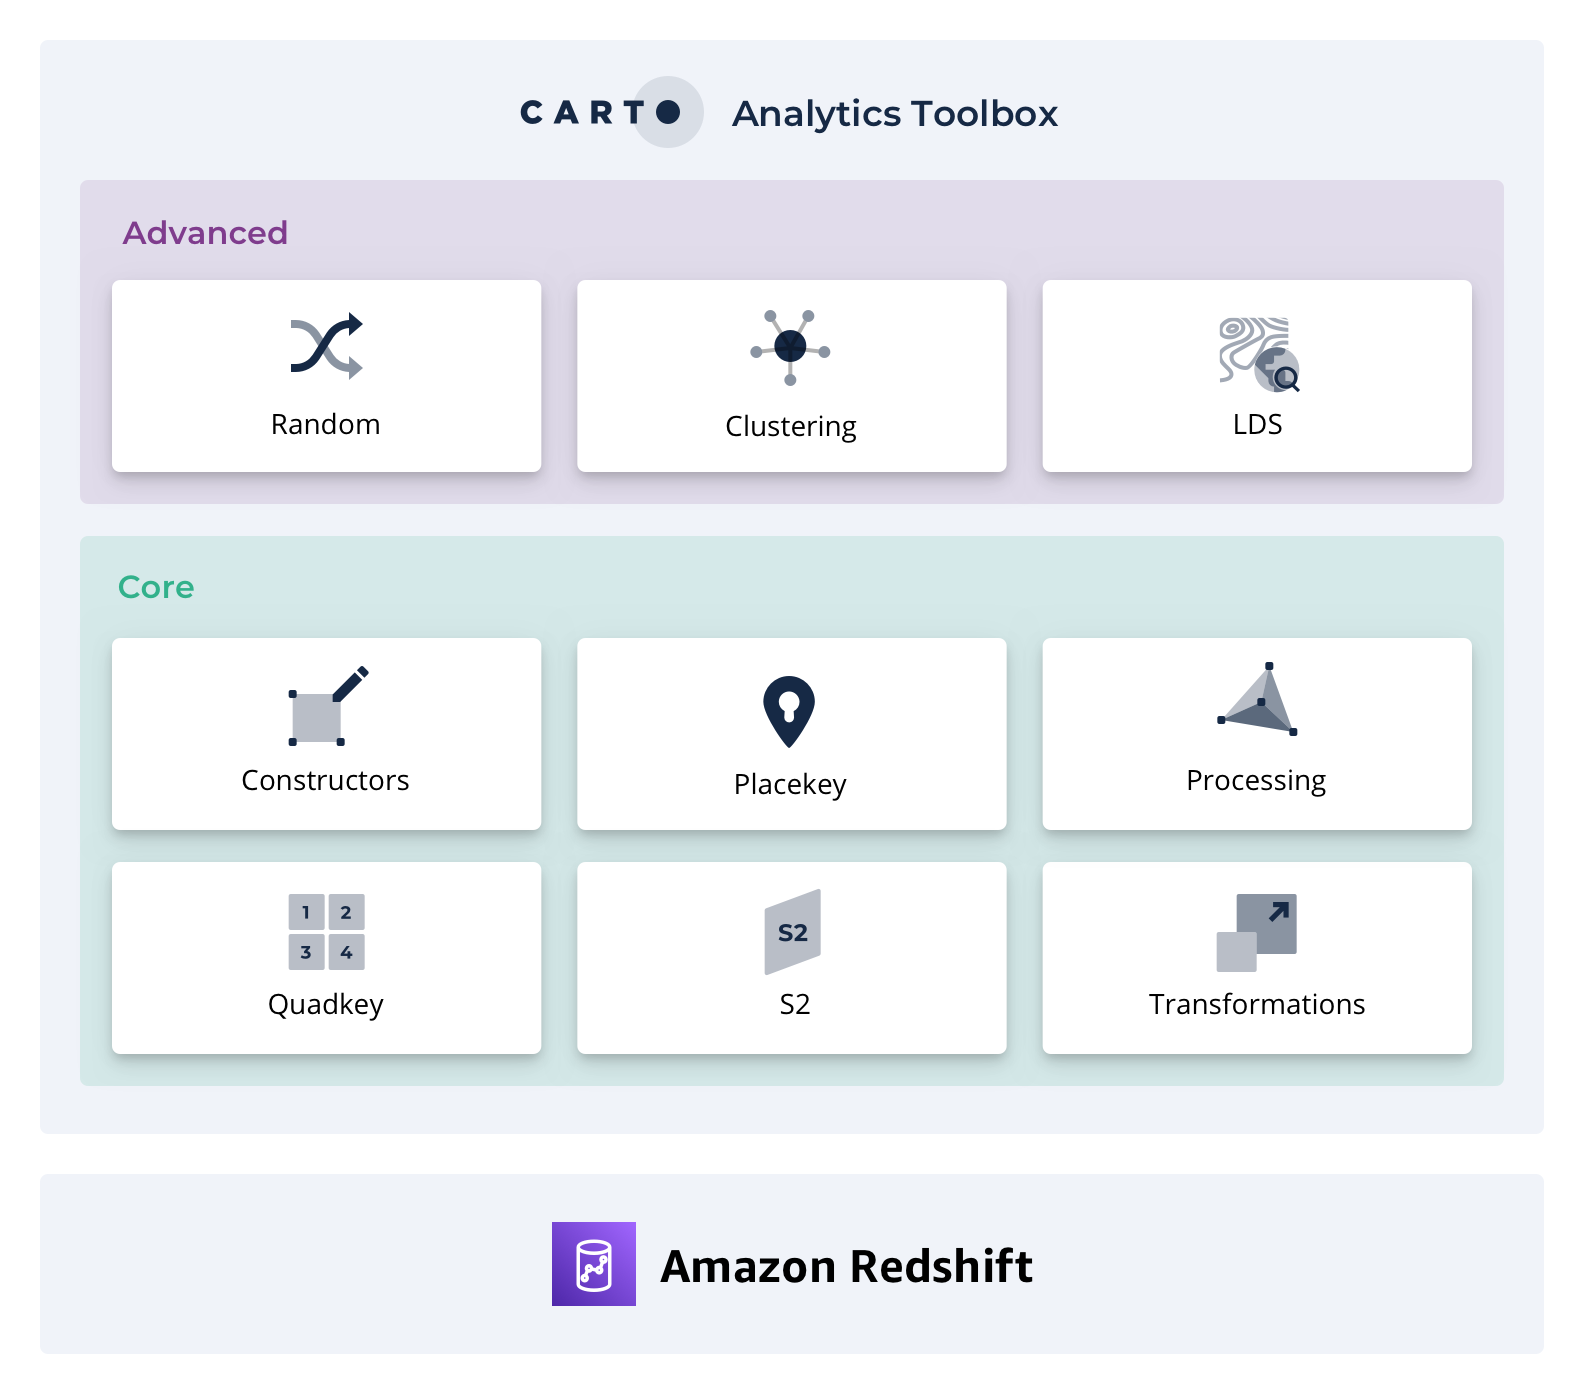 CARTO Analytics Toolbox
Advanced
Random
Clustering
LDS
Core
Constructors
Placekey
Processing
1 2
3 4
Quadkey
S2
S2
Transformations
Amazon Redshift